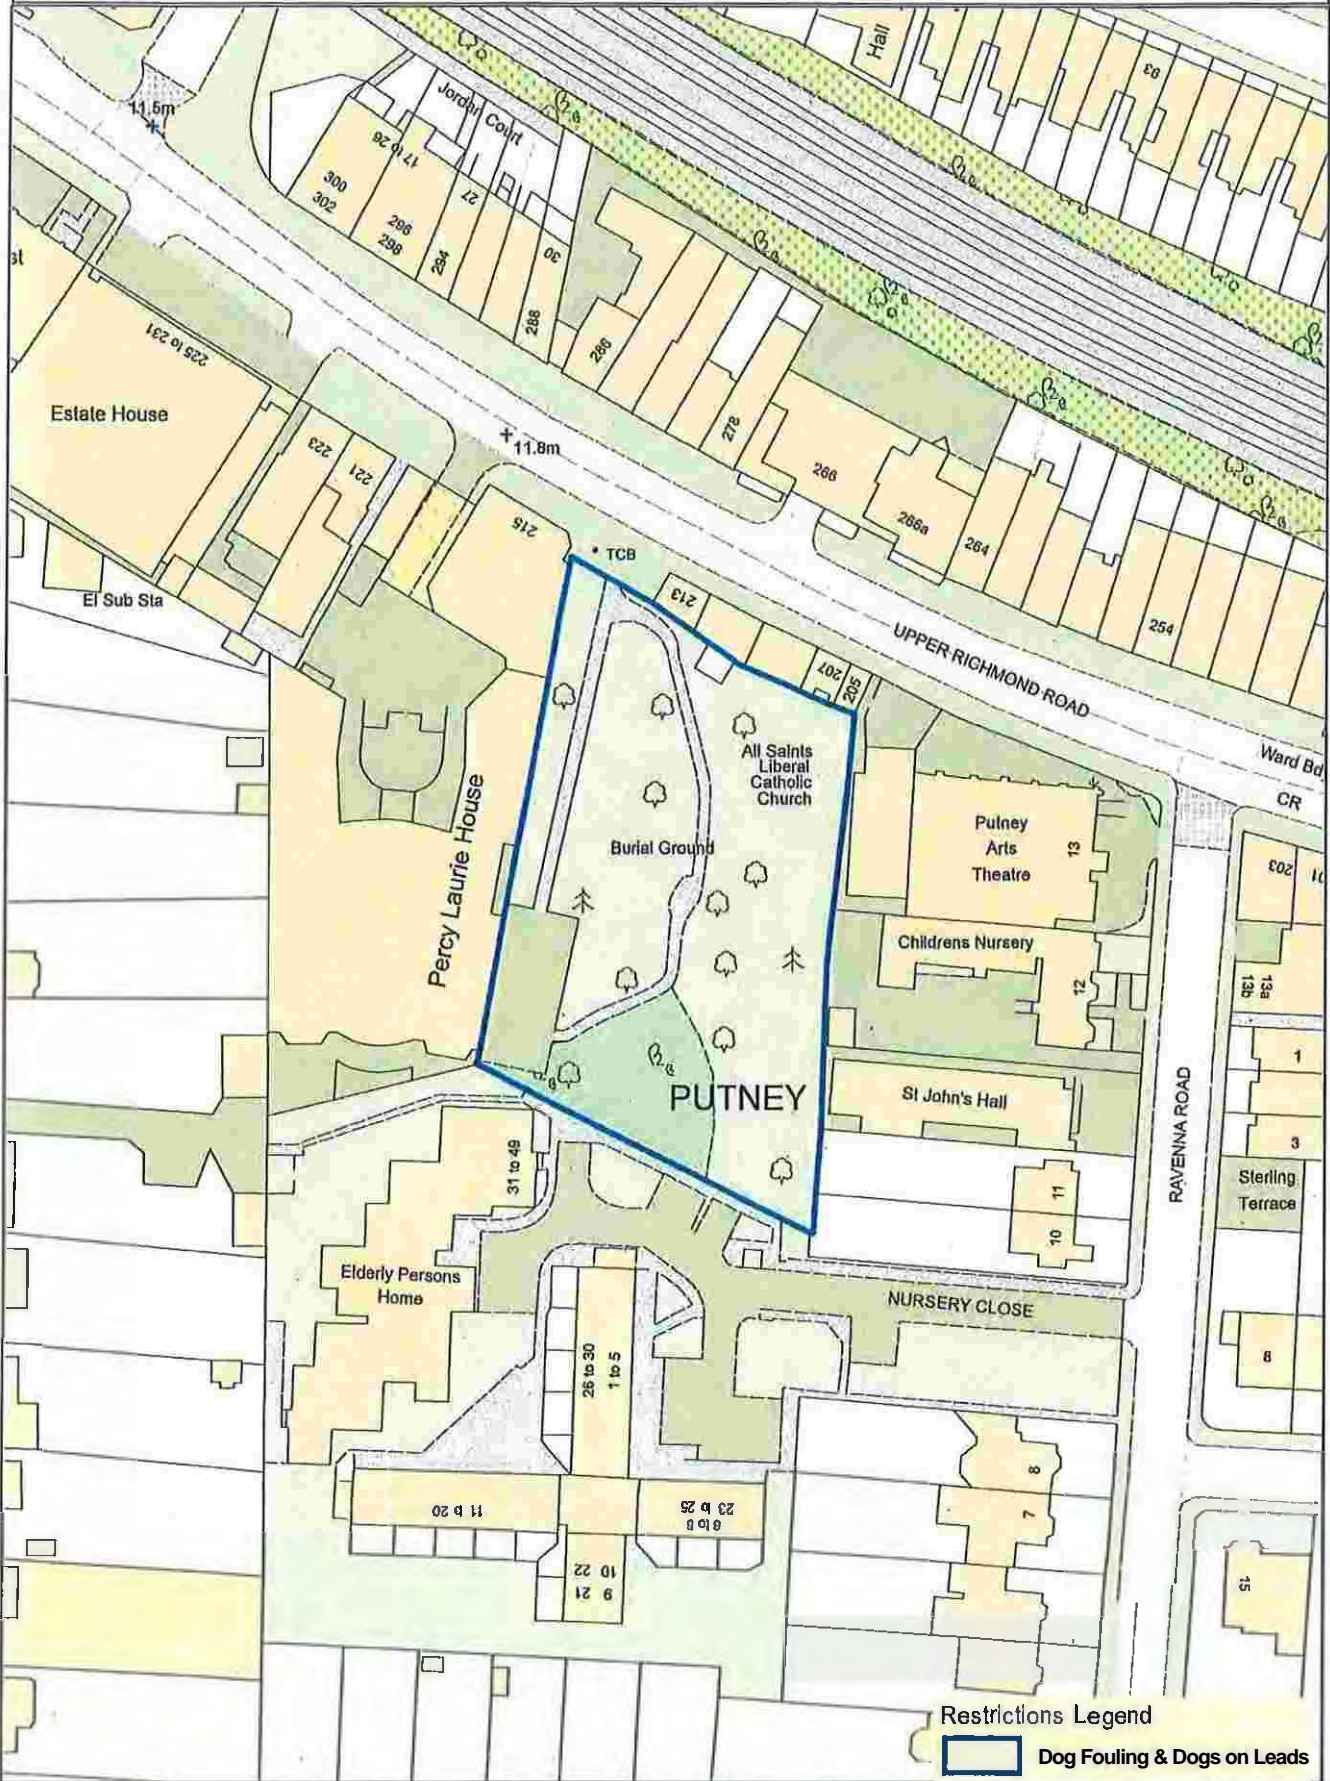 Hall
93
11.5m
Jordan Court
17 to 26
300
302
296
298
27
294
30
288
st
225 to 231
286
Estate House
223
221
11.8m
278
266
266a
264
215
TCB
El Sub Sta
213
254
UPPER RICHMOND ROAD
207
205
All Saints
Liberal
Catholic
Church
Ward Bd
CR
Percy Laurie House
Burial Ground
Putney
Arts
Theatre
13
203
Childrens Nursery
12
13a
13b
1
PUTNEY
St John's Hall
RAVENNA ROAD
3
31 to 49
11
10
Sterling
Terrace
Elderly Persons
Home
NURSERY CLOSE
26 to 30
1 to 5
8
8
7
11 to 20
23 to 25
6 to 8
10
22
9
21
15
Restrictions Legend
Dog Fouling & Dogs on Leads